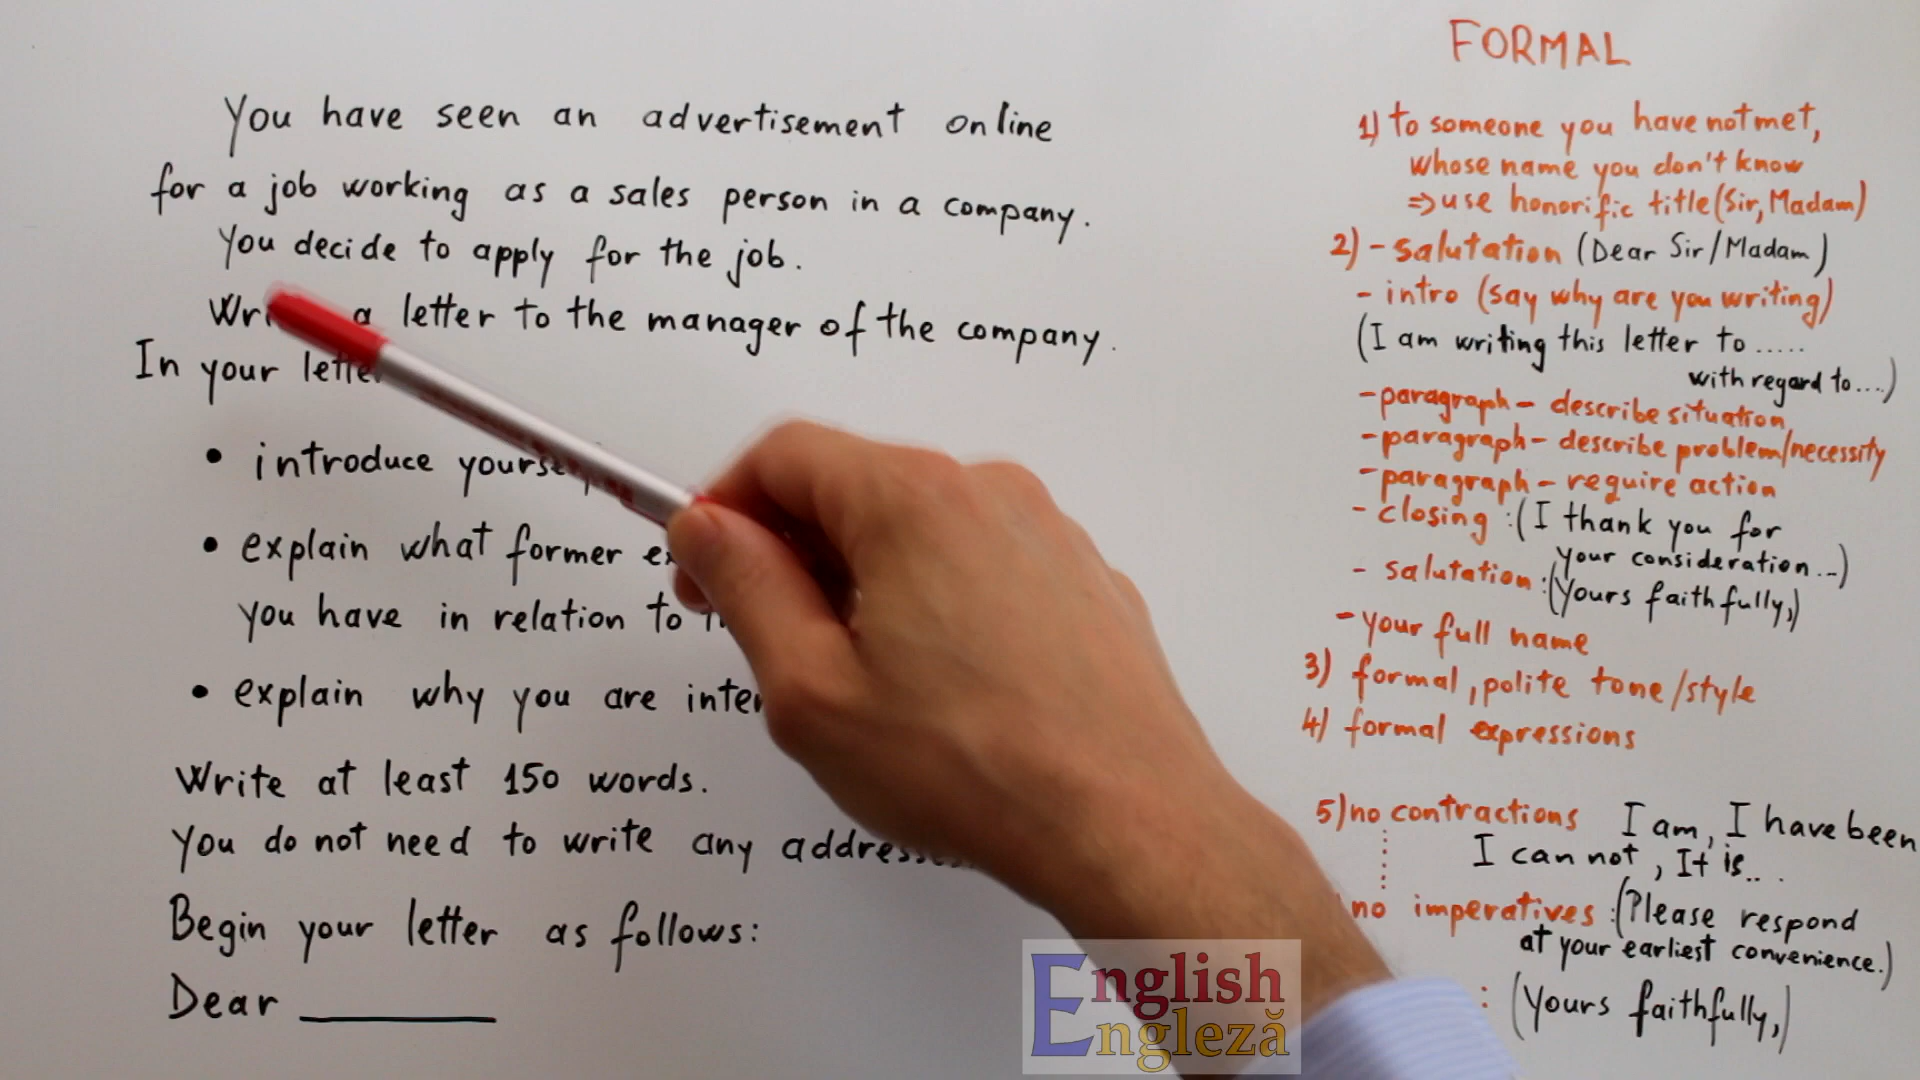 You have seen an advertisement online
for a job working as a sales person in a company.
You decide to apply for the job.
a letter to the manager of the company.
In your
introduce
explain what former
you have in relation to
explain why you are
Write at least 150 words.
You do not need to write any
Begin your letter as follows:
Dear
FORMAL
1) to someone you have not met,
whose name you don't know
⇒ use honorific title (Sir, Madam)
2) - salutation (Dear Sir/Madam)
- intro (say why are you writing)
(I am writing this letter to .....
with regard to ....)
- paragraph - describe situation
- paragraph - describe problem/necessity
- paragraph - require action
- closing : (I thank you for
your consideration...)
- salutation : (Yours faithfully,)
- your full name
3) formal, polite tone/style
4) formal expressions
5) no contractions I am, I have been
I can not, It is...
no imperatives : (Please respond
at your earliest convenience.)
: (Yours faithfully,)
English
Engleză